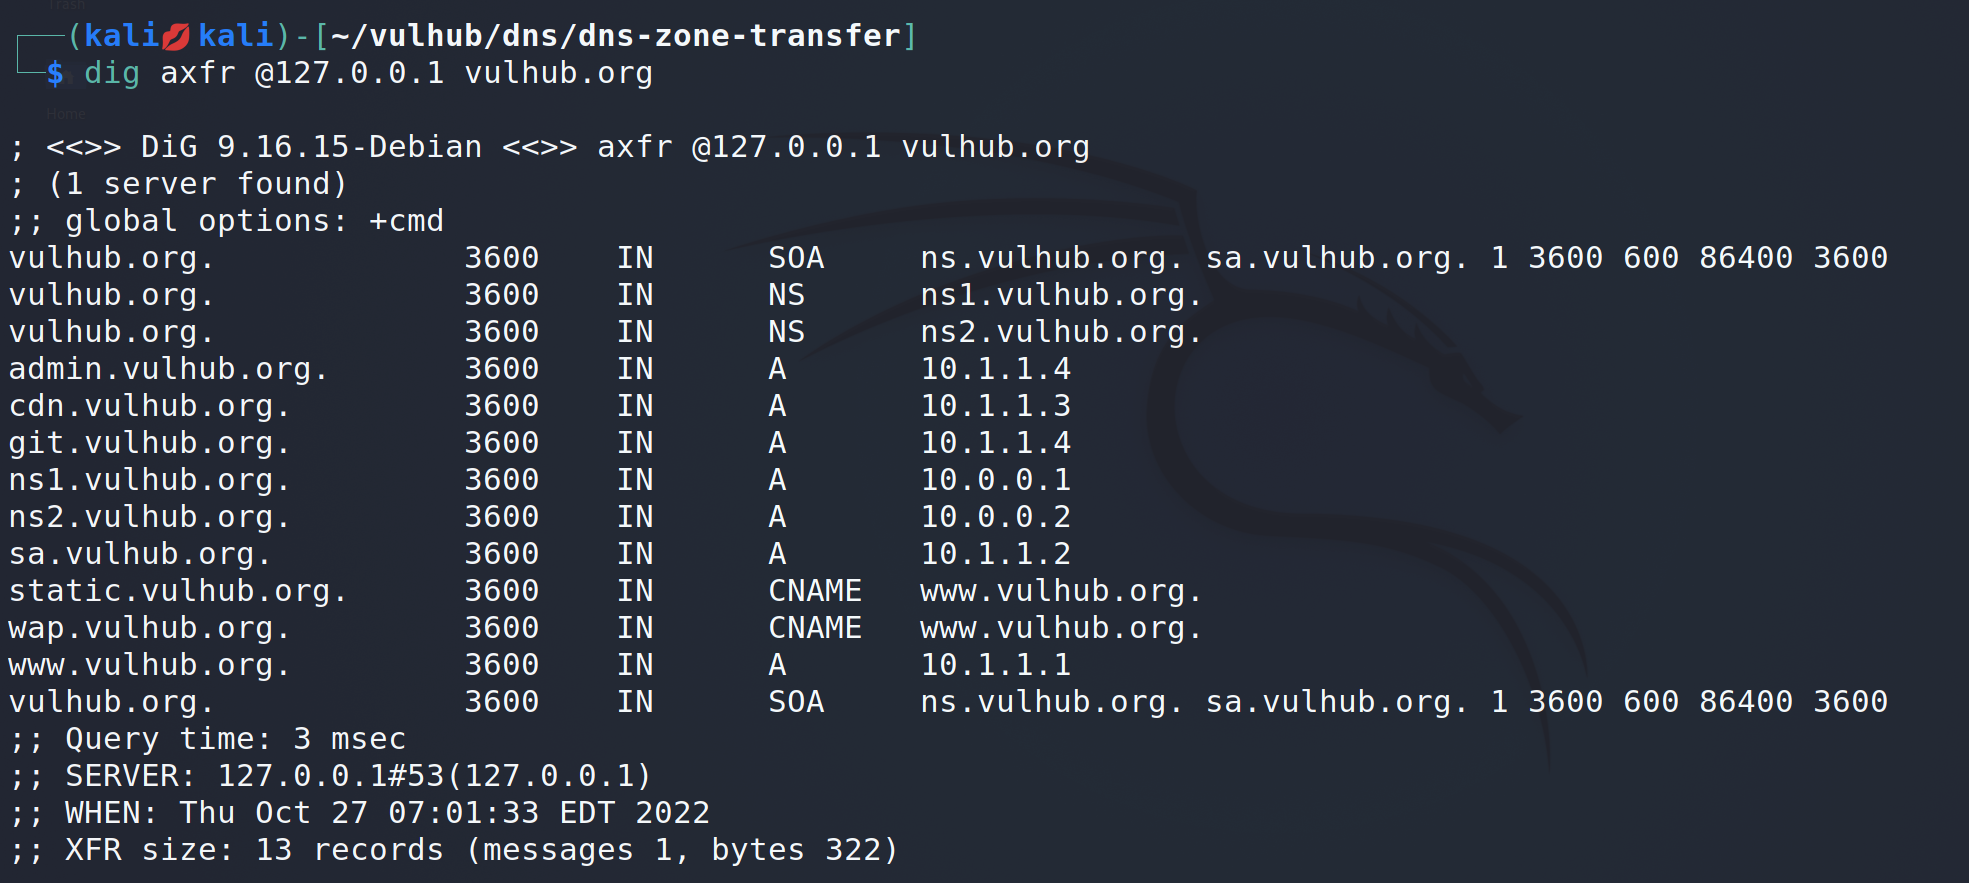 Trash
(kali💋kali)-[~/vulhub/dns/dns-zone-transfer]
$ dig axfr @127.0.0.1 vulhub.org
Home
; <<>> DiG 9.16.15-Debian <<>> axfr @127.0.0.1 vulhub.org
; (1 server found)
;; global options: +cmd
vulhub.org. 3600 IN SOA ns.vulhub.org. sa.vulhub.org. 1 3600 600 86400 3600
vulhub.org. 3600 IN NS ns1.vulhub.org.
vulhub.org. 3600 IN NS ns2.vulhub.org.
admin.vulhub.org. 3600 IN A 10.1.1.4
cdn.vulhub.org. 3600 IN A 10.1.1.3
git.vulhub.org. 3600 IN A 10.1.1.4
ns1.vulhub.org. 3600 IN A 10.0.0.1
ns2.vulhub.org. 3600 IN A 10.0.0.2
sa.vulhub.org. 3600 IN A 10.1.1.2
static.vulhub.org. 3600 IN CNAME www.vulhub.org.
wap.vulhub.org. 3600 IN CNAME www.vulhub.org.
www.vulhub.org. 3600 IN A 10.1.1.1
vulhub.org. 3600 IN SOA ns.vulhub.org. sa.vulhub.org. 1 3600 600 86400 3600
;; Query time: 3 msec
;; SERVER: 127.0.0.1#53(127.0.0.1)
;; WHEN: Thu Oct 27 07:01:33 EDT 2022
;; XFR size: 13 records (messages 1, bytes 322)